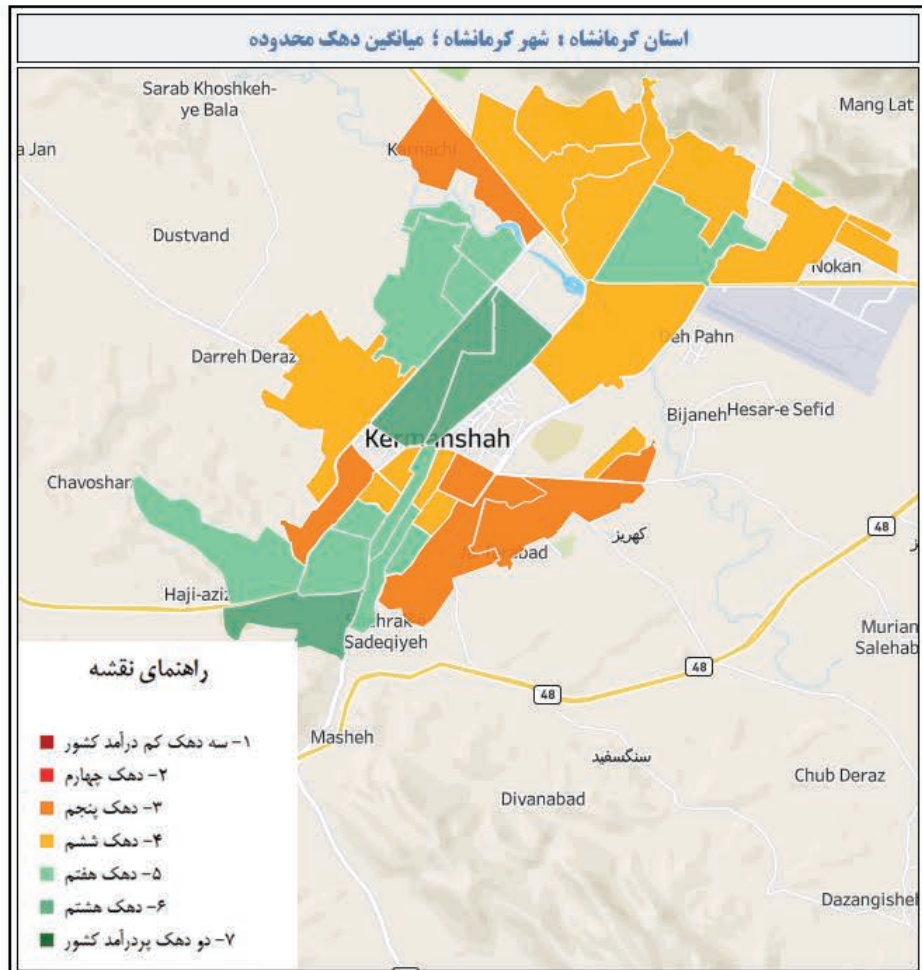 استان کرمانشاه ؛ شهر کرمانشاه ؛ میانگین دهک محدوده
Sarab Khoshkeh-
ye Bala
Mang Lat
a Jan
Karnachi
Dustvand
Nokan
Darreh Deraz
Deh Pahn
Bijaneh
Hesar-e Sefid
Kermanshah
Chavoshan
48
کهریز
Haji-aziz
Sadeqiyeh
Murian
Salehab
48
48
راهنمای نقشه
۱- سه دهک کم درآمد کشور
۲- دهک چهارم
۳- دهک پنجم
۴- دهک ششم
۵- دهک هفتم
۶- دهک هشتم
۷- دو دهک پردرآمد کشور
Masheh
سنگسفید
Chub Deraz
Divanabad
Dazangisheh